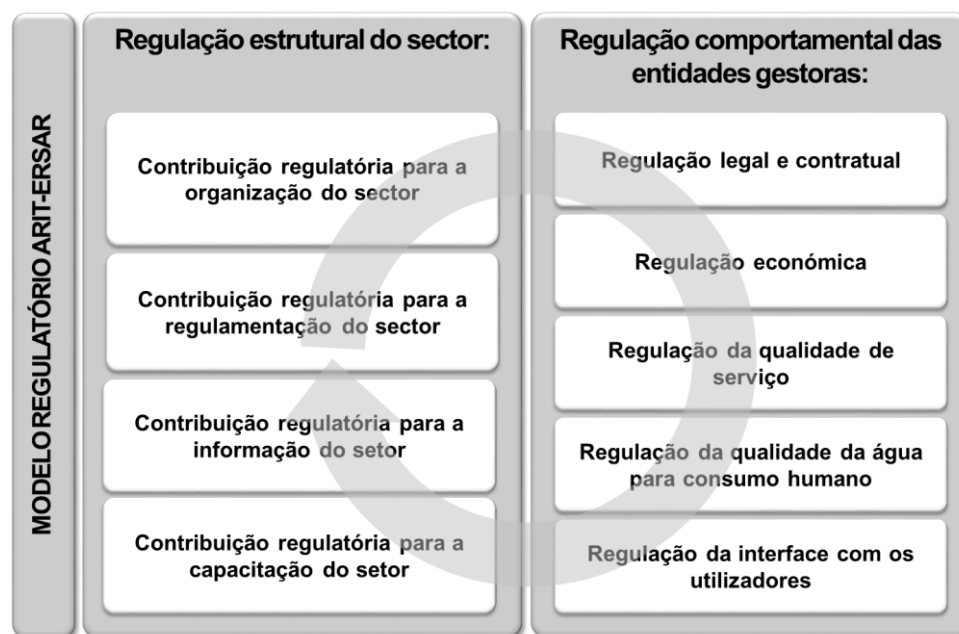 MODELO REGULATÓRIO ARIT-ERSAR
Regulação estrutural do sector:
Contribuição regulatória para a
organização do sector
Contribuição regulatória para a
regulamentação do sector
Contribuição regulatória para a
informação do setor
Contribuição regulatória para a
capacitação do setor
Regulação comportamental das
entidades gestoras:
Regulação legal e contratual
Regulação económica
Regulação da qualidade de
serviço
Regulação da qualidade da água
para consumo humano
Regulação da interface com os
utilizadores